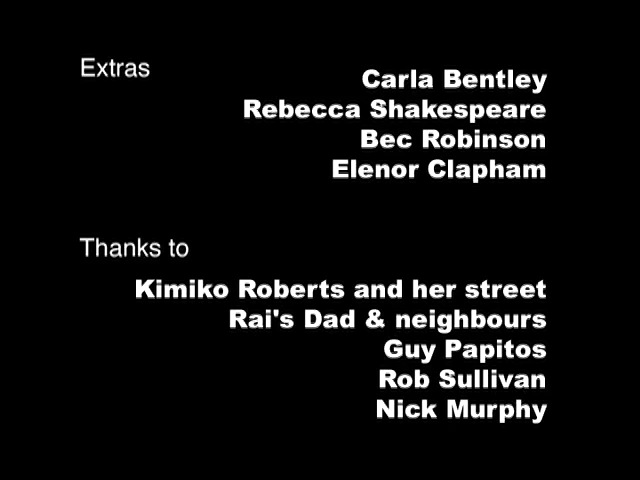 Extras
Carla Bentley
Rebecca Shakespeare
Bec Robinson
Elenor Clapham
Thanks to
Kimiko Roberts and her street
Rai's Dad & neighbours
Guy Papitos
Rob Sullivan
Nick Murphy